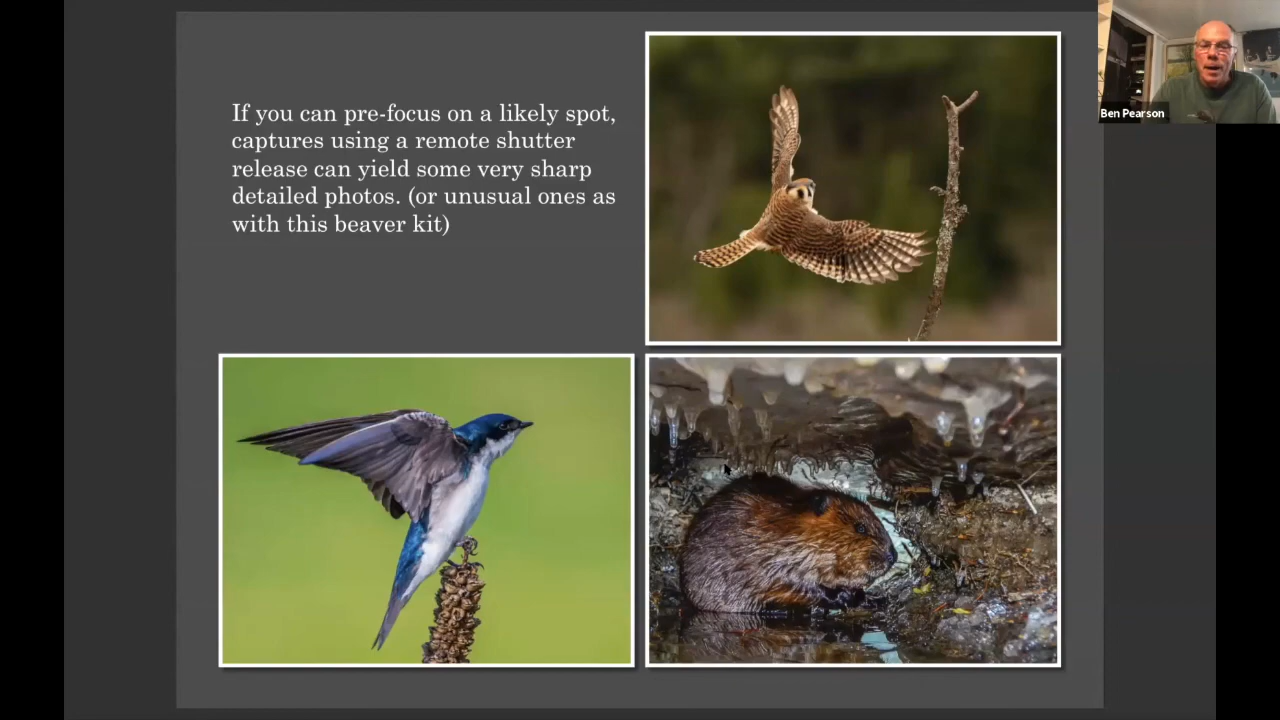 If you can pre-focus on a likely spot,
captures using a remote shutter
release can yield some very sharp
detailed photos. (or unusual ones as
with this beaver kit)
Ben Pearson